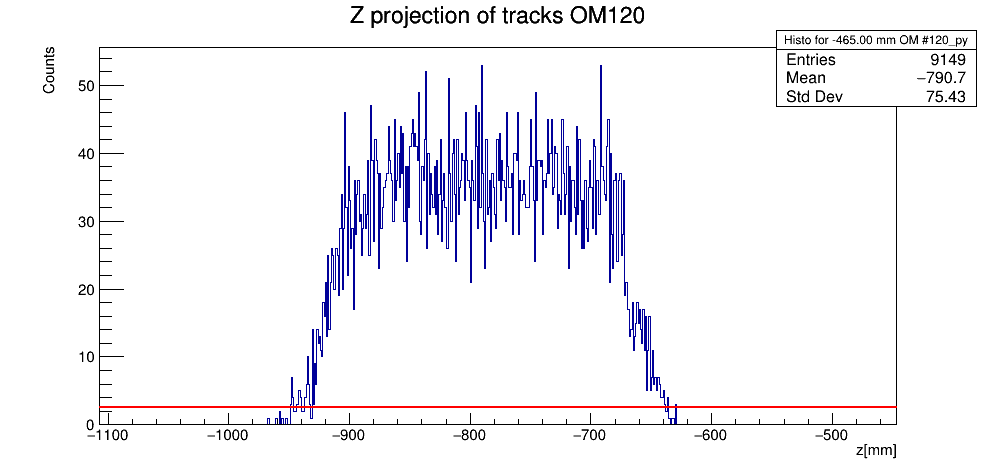 Z projection of tracks OM120
Histo for -465.00 mm OM #120_py
Entries 9149
Mean −790.7
Std Dev 75.43
Counts
50
40
30
20
10
0
−1100 −1000 −900 −800 −700 −600 −500
z[mm]